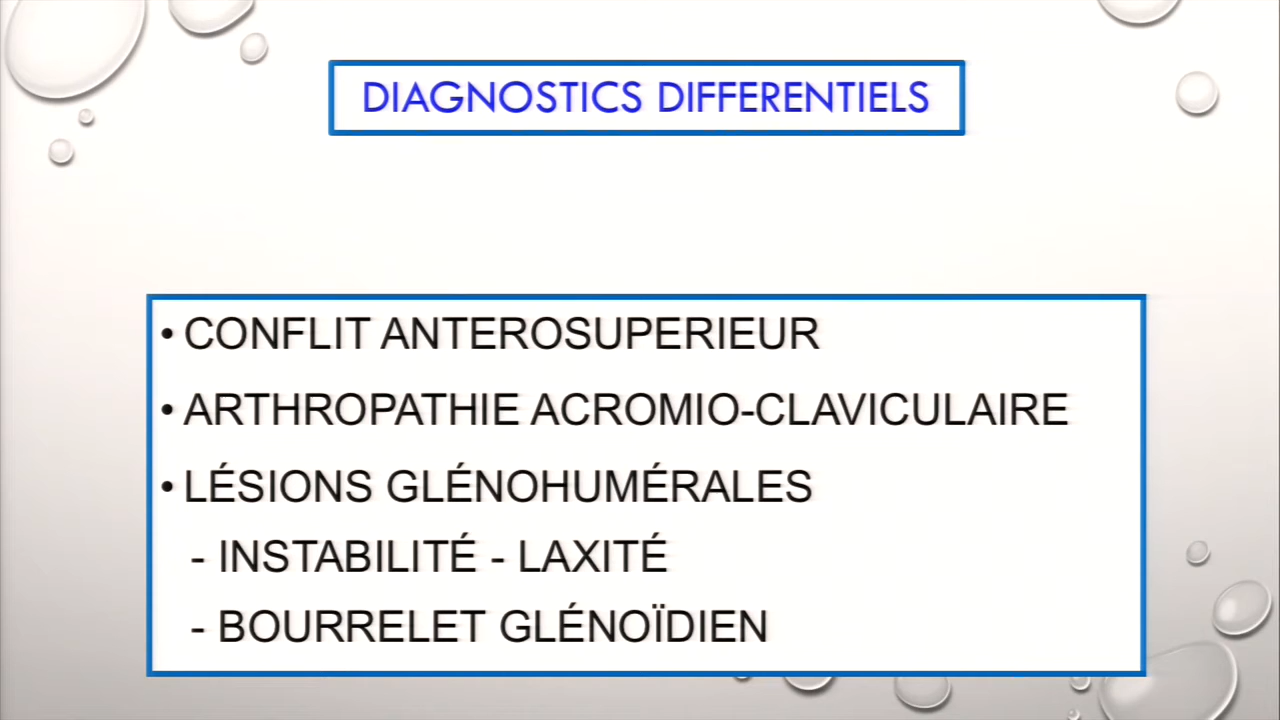 DIAGNOSTICS DIFFERENTIELS
• CONFLIT ANTEROSUPERIEUR
• ARTHROPATHIE ACROMIO-CLAVICULAIRE
• LÉSIONS GLÉNOHUMÉRALES
- INSTABILITÉ - LAXITÉ
- BOURRELET GLÉNOÏDIEN